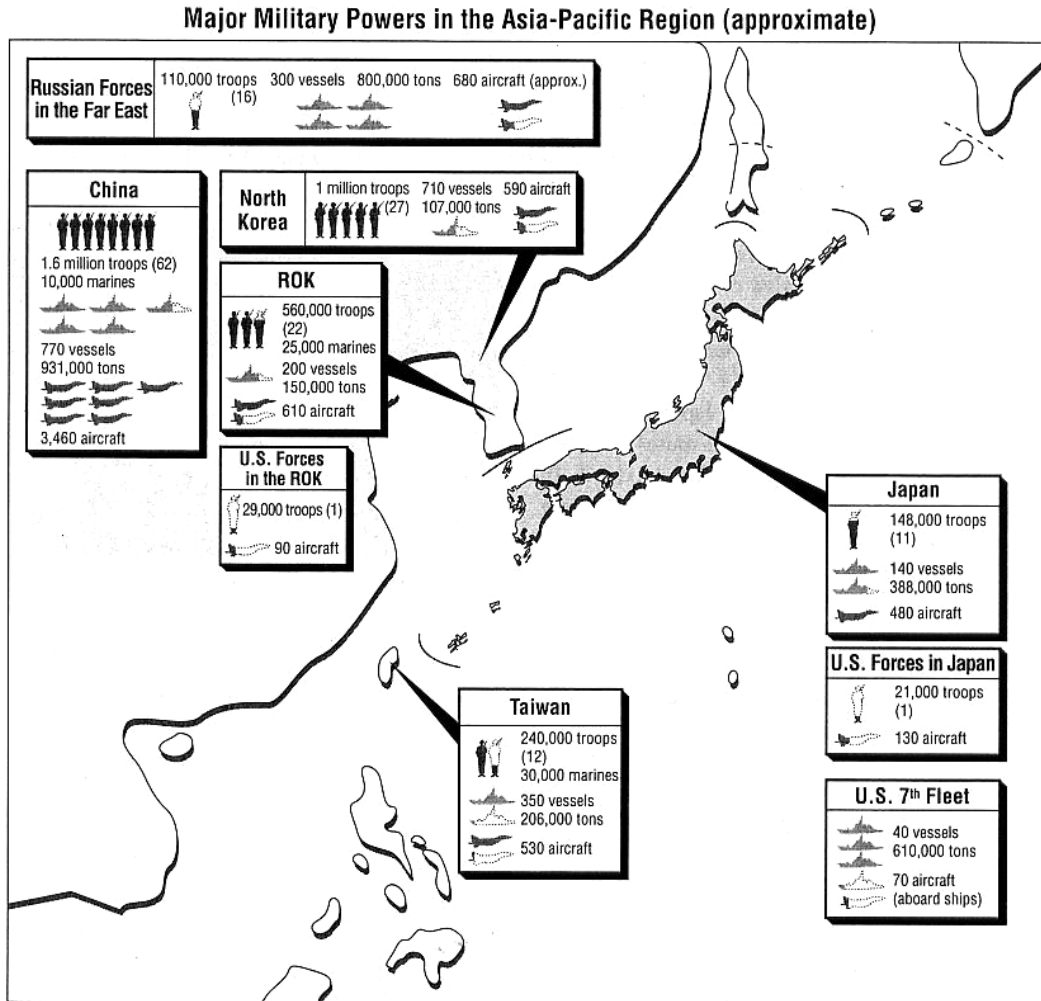 Major Military Powers in the Asia-Pacific Region (approximate)
Russian Forces
in the Far East
110,000 troops
(16)
300 vessels
800,000 tons
680 aircraft (approx.)
China
1.6 million troops (62)
10,000 marines
770 vessels
931,000 tons
3,460 aircraft
North
Korea
1 million troops
(27)
710 vessels
107,000 tons
590 aircraft
ROK
560,000 troops
(22)
25,000 marines
200 vessels
150,000 tons
610 aircraft
U.S. Forces
in the ROK
29,000 troops (1)
90 aircraft
Japan
148,000 troops
(11)
140 vessels
388,000 tons
480 aircraft
U.S. Forces in Japan
21,000 troops
(1)
130 aircraft
Taiwan
240,000 troops
(12)
30,000 marines
350 vessels
206,000 tons
530 aircraft
U.S. 7th Fleet
40 vessels
610,000 tons
70 aircraft
(aboard ships)